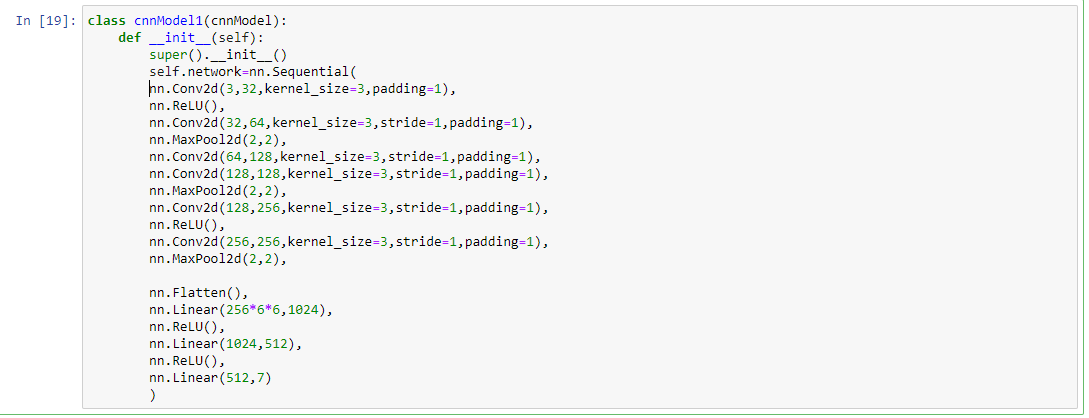 In [19]: class cnnModel1(cnnModel):
    def __init__(self):
        super().__init__()
        self.network=nn.Sequential(
        nn.Conv2d(3,32,kernel_size=3,padding=1),
        nn.ReLU(),
        nn.Conv2d(32,64,kernel_size=3,stride=1,padding=1),
        nn.MaxPool2d(2,2),
        nn.Conv2d(64,128,kernel_size=3,stride=1,padding=1),
        nn.Conv2d(128,128,kernel_size=3,stride=1,padding=1),
        nn.MaxPool2d(2,2),
        nn.Conv2d(128,256,kernel_size=3,stride=1,padding=1),
        nn.ReLU(),
        nn.Conv2d(256,256,kernel_size=3,stride=1,padding=1),
        nn.MaxPool2d(2,2),

        nn.Flatten(),
        nn.Linear(256*6*6,1024),
        nn.ReLU(),
        nn.Linear(1024,512),
        nn.ReLU(),
        nn.Linear(512,7)
        )